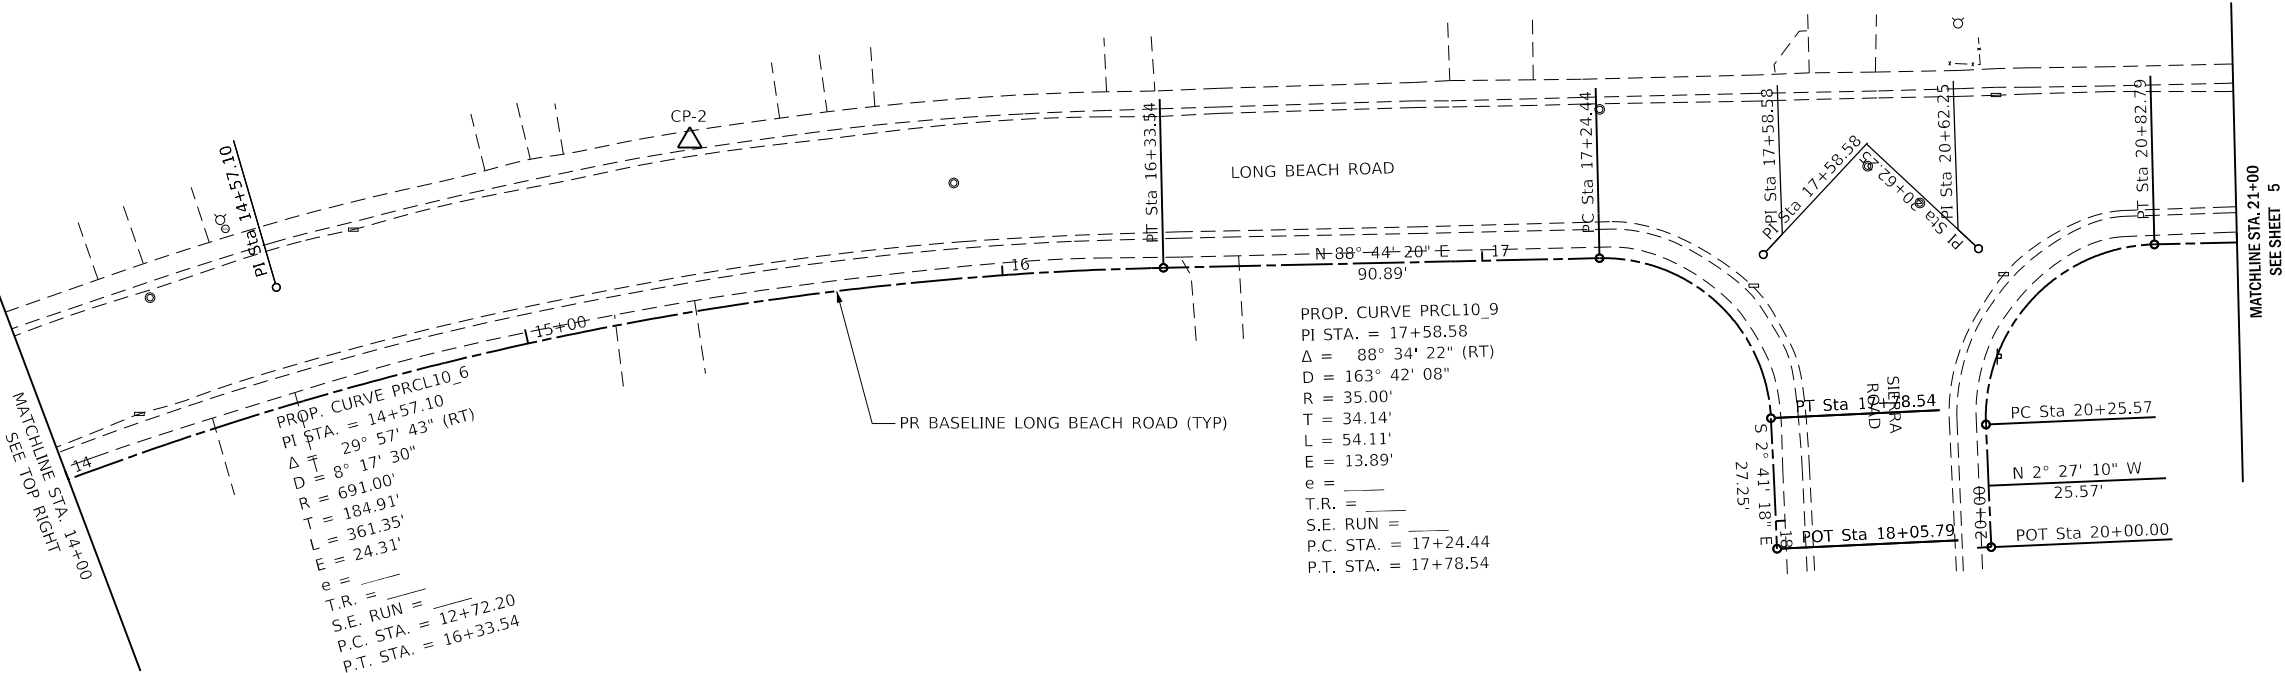 CP-2
PI Sta 14+57.10
PT Sta 16+33.54
LONG BEACH ROAD
PC Sta 17+24.44
PI Sta 17+58.58
PI Sta 17+58.58
PI Sta 20+62.25
PI Sta 20+62.25
PT Sta 20+82.79
MATCHLINE STA. 21+00
SEE SHEET 5
MATCHLINE STA. 14+00
SEE TOP RIGHT
14
15+00
16
N 88° 44' 20" E
90.89'
17
PROP. CURVE PRCL10_6
PI STA. = 14+57.10
Δ = 29° 57' 43" (RT)
D = 8° 17' 30"
R = 691.00'
T = 184.91'
L = 361.35'
E = 24.31'
e = ____
T.R. = ____
S.E. RUN = ____
P.C. STA. = 12+72.20
P.T. STA. = 16+33.54
T
T
PR BASELINE LONG BEACH ROAD (TYP)
PROP. CURVE PRCL10_9
PI STA. = 17+58.58
Δ = 88° 34' 22" (RT)
D = 163° 42' 08"
R = 35.00'
T = 34.14'
L = 54.11'
E = 13.89'
e = ____
T.R. = ____
S.E. RUN = ____
P.C. STA. = 17+24.44
P.T. STA. = 17+78.54
PT Sta 17+78.54
SIERRA
ROAD
S 2° 41' 18" E
27.25'
18
POT Sta 18+05.79
PC Sta 20+25.57
N 2° 27' 10" W
25.57'
20+00
POT Sta 20+00.00